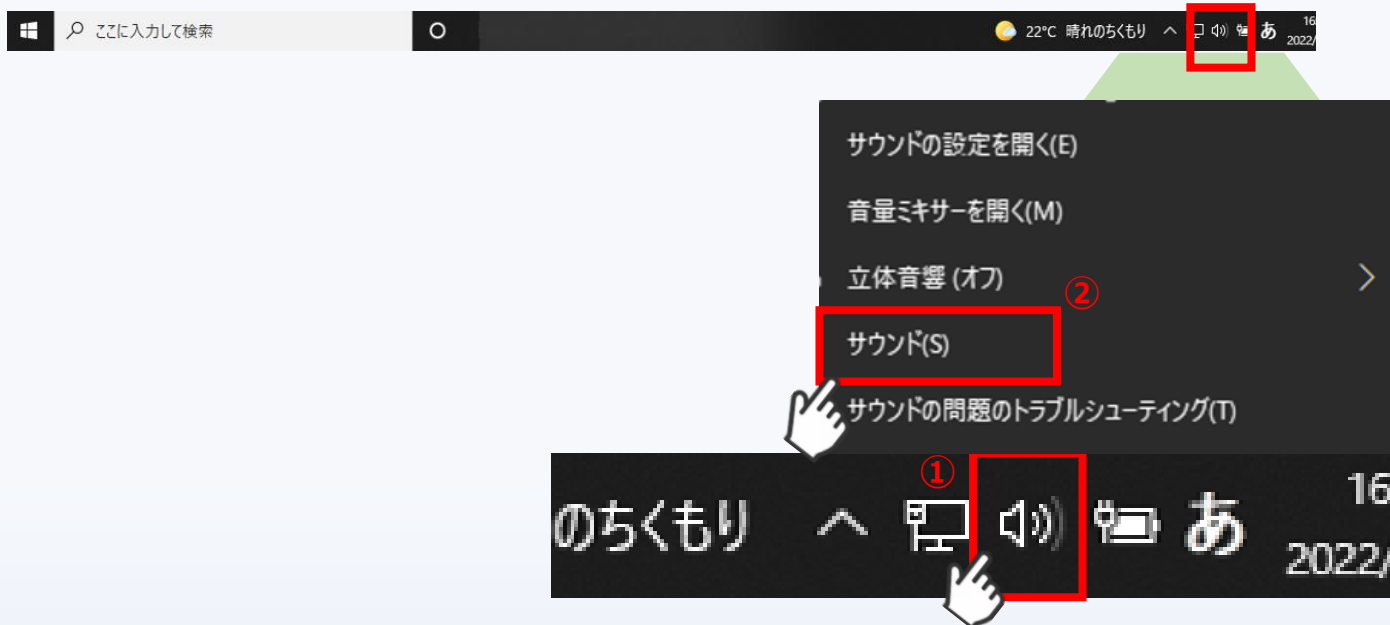 ここに入力して検索
22°C 晴れのちくもり
あ
16
2022/
サウンドの設定を開く(E)
音量ミキサーを開く(M)
立体音響 (オフ)
②
サウンド(S)
サウンドの問題のトラブルシューティング(T)
①
のちくもり
あ
16
2022/